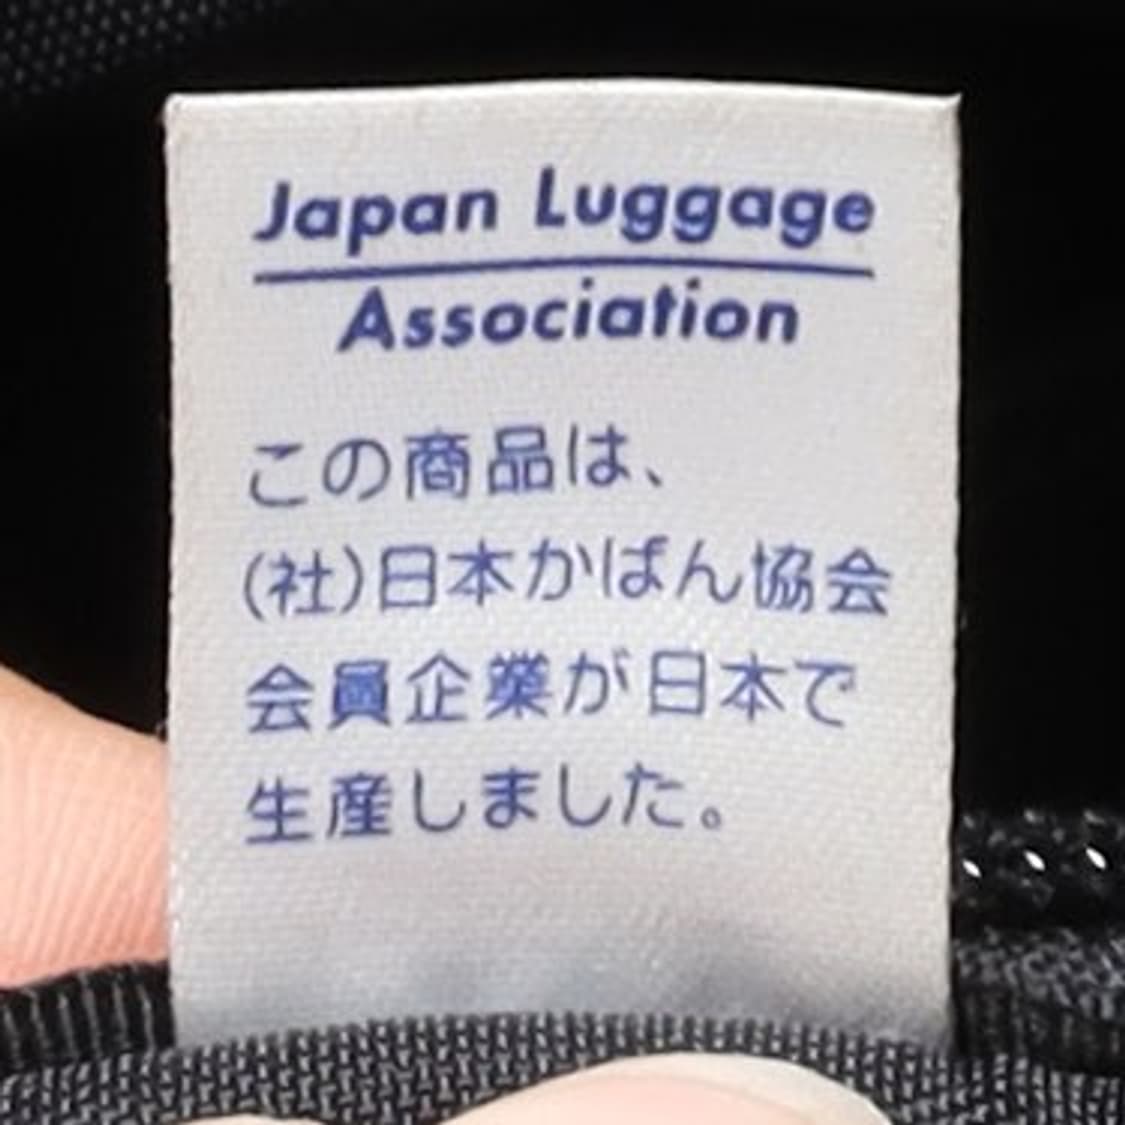 Japan Luggage
Association
この商品は、
(社)日本かばん協会
会員企業が日本で
生産しました。